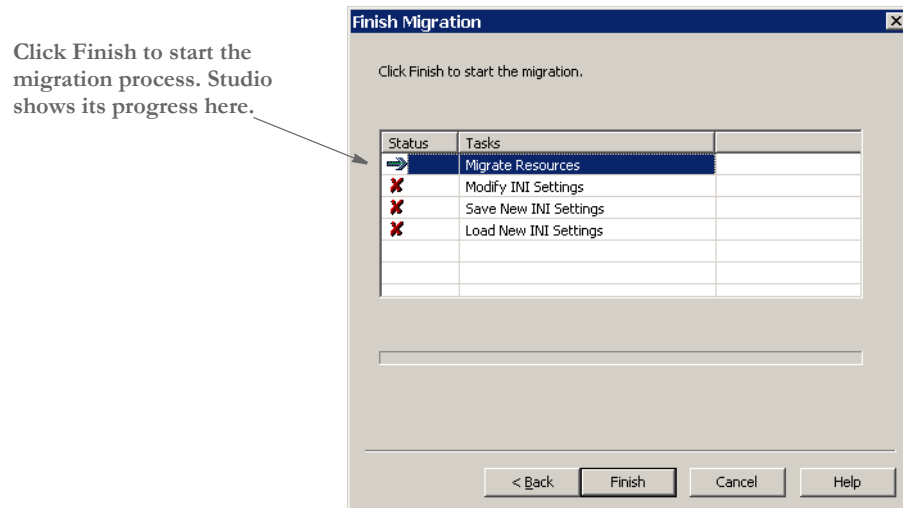 Finish Migration
Click Finish to start the
migration process. Studio
shows its progress here.
Click Finish to start the migration.
Status Tasks
Migrate Resources
Modify INI Settings
Save New INI Settings
Load New INI Settings
< Back Finish Cancel Help